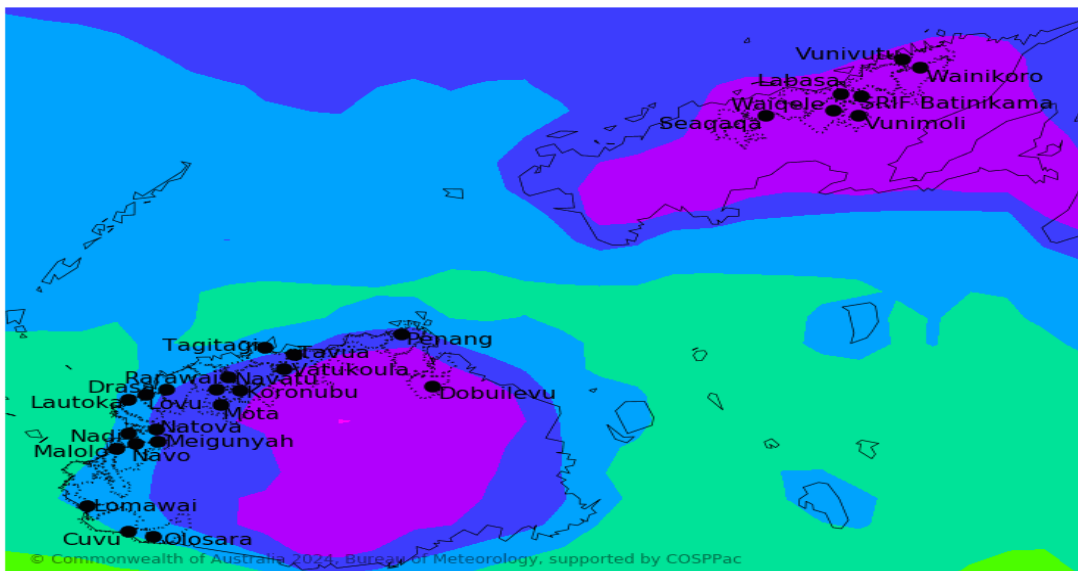 Vunivutu
Wainikoro
Labasa
SRIF Batinikama
Waiqele
Seaqaqa
Vunimoli
Penang
Tagitagi
Tavua
Vatukoula
Rarawai
Navatu
Drasa
Koronubu
Dobuilevu
Lautoka
Lovu
Mota
Natova
Nadi
Meigunyah
Malolo
Navo
Lomawai
Cuvu
Olosara
© Commonwealth of Australia 2024, Bureau of Meteorology, supported by COSPPac